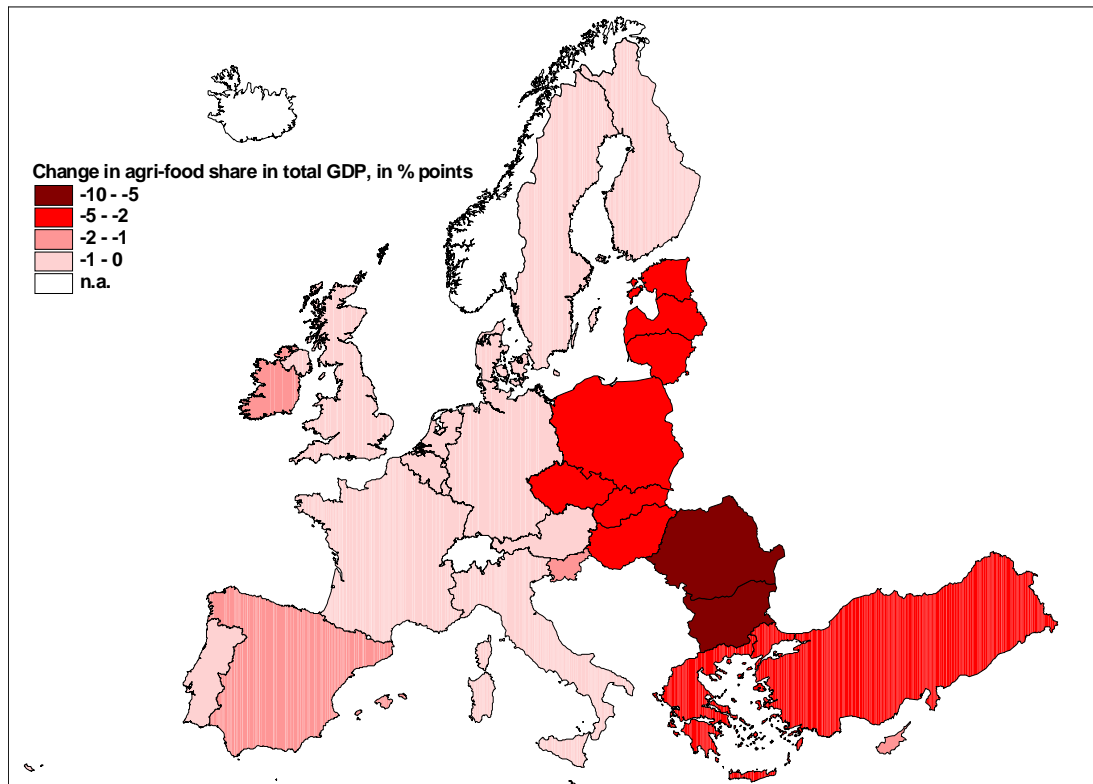 Change in agri-food share in total GDP, in % points
-10 - -5
-5 - -2
-2 - -1
-1 - 0
n.a.